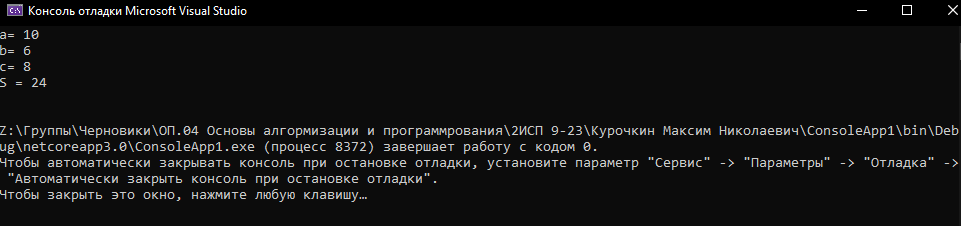 Консоль отладки Microsoft Visual Studio
a= 10
b= 6
c= 8
S = 24
Z:\Группы\Черновики\ОП.04 Основы алгормизации и программрования\2ИСП 9-23\Курочкин Максим Николаевич\ConsoleApp1\bin\Deb
ug\netcoreapp3.0\ConsoleApp1.exe (процесс 8372) завершает работу с кодом 0.
Чтобы автоматически закрывать консоль при остановке отладки, установите параметр "Сервис" -> "Параметры" -> "Отладка" ->
"Автоматически закрыть консоль при остановке отладки".
Чтобы закрыть это окно, нажмите любую клавишу…